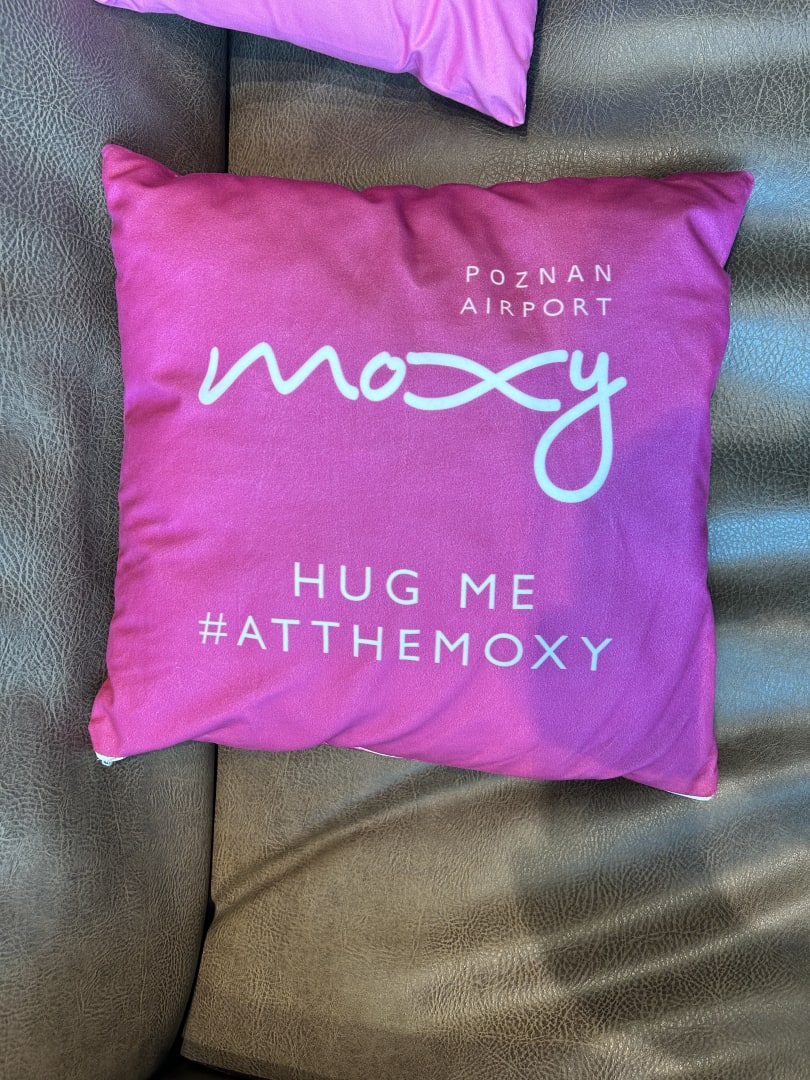 POZNAN
AIRPORT
moxy
HUG ME
#ATTHEMOXY